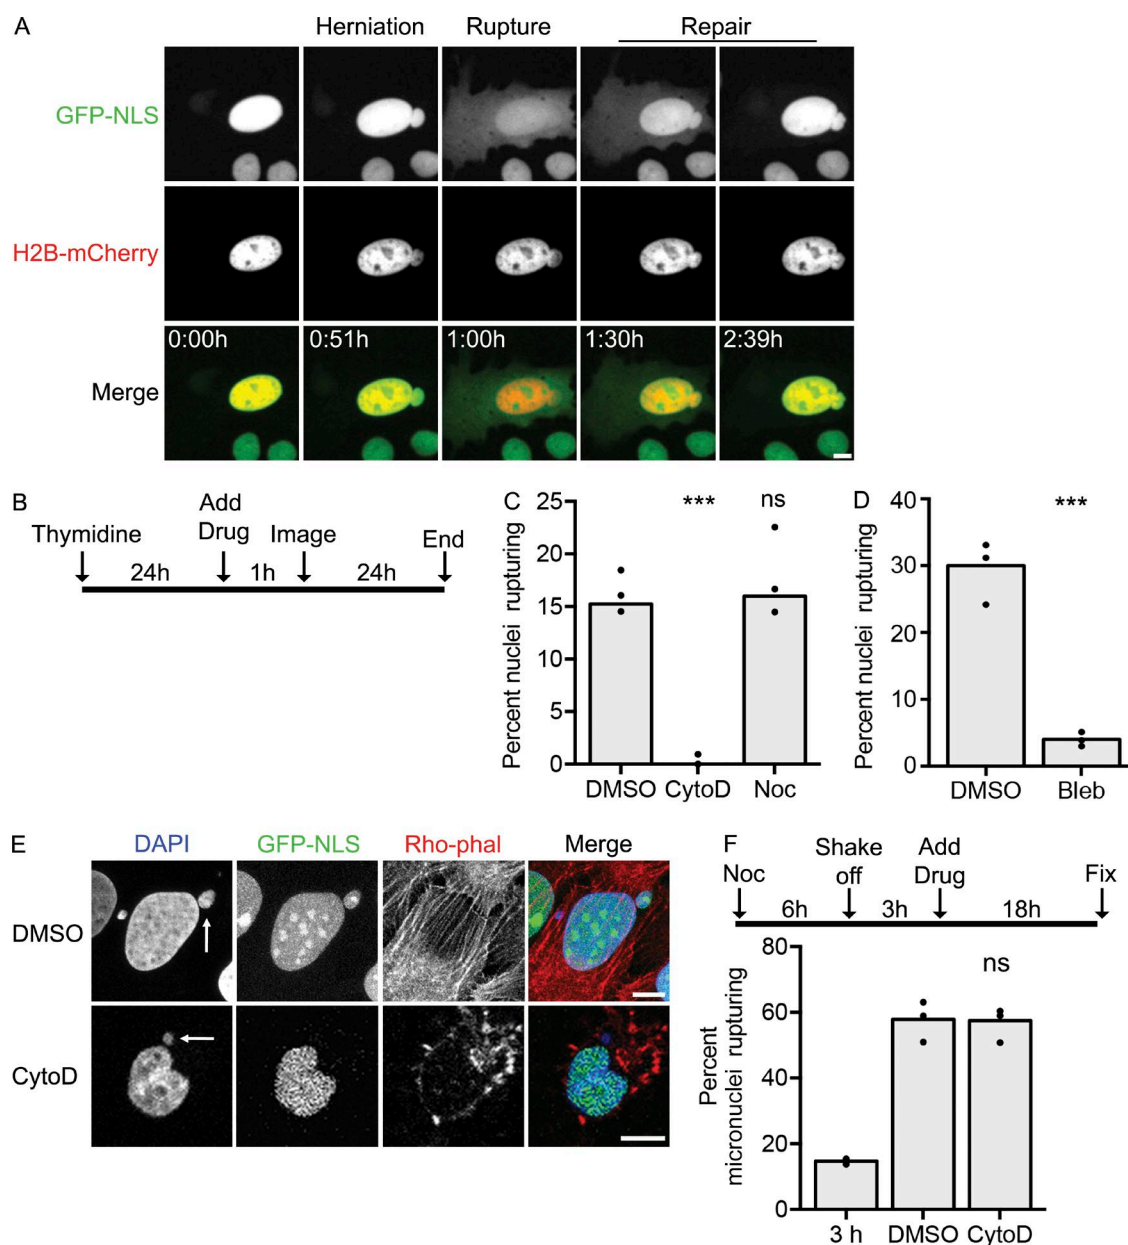 A
Herniation Rupture Repair
GFP-NLS
H2B-mCherry
0:00h 0:51h 1:00h 1:30h 2:39h
Merge
B
Thymidine Add Drug Image End
24h 1h 24h
C
*** ns
Percent nuclei rupturing
25
20
15
10
5
0
DMSO CytoD Noc
D
***
Percent nuclei rupturing
40
30
20
10
0
DMSO Bleb
E
DAPI GFP-NLS Rho-phal Merge
DMSO
CytoD
F
Noc Shake off Add Drug Fix
6h 3h 18h
ns
Percent
micronuclei rupturing
80
60
40
20
0
3 h DMSO CytoD